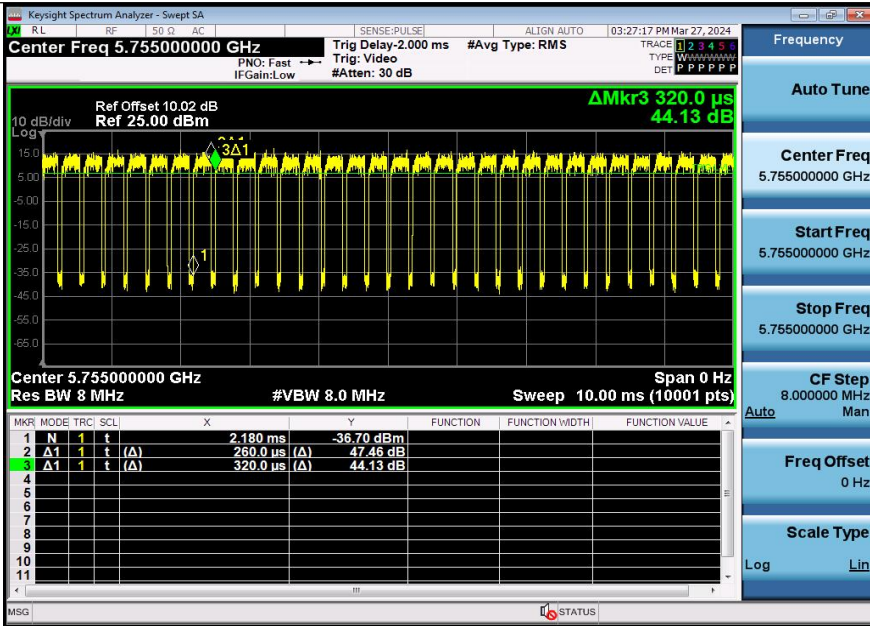 Keysight Spectrum Analyzer - Swept SA
LXI RL RF 50 Ω AC SENSE:PULSE ALIGN AUTO 03:27:17 PM Mar 27, 2024
Center Freq 5.755000000 GHz
PNO: Fast
IFGain:Low
Trig Delay-2.000 ms
Trig: Video
#Atten: 30 dB
#Avg Type: RMS
TRACE 1 2 3 4 5 6
TYPE WWWWWW
DET P P P P P P
Ref Offset 10.02 dB
10 dB/div Ref 25.00 dBm
Log
ΔMkr3 320.0 µs
44.13 dB
15.0
5.00
-5.00
-15.0
-25.0
-35.0
-45.0
-55.0
-65.0
3Δ1
1
Center 5.755000000 GHz Span 0 Hz
Res BW 8 MHz #VBW 8.0 MHz Sweep 10.00 ms (10001 pts)
MKR MODE TRC SCL X Y FUNCTION FUNCTION WIDTH FUNCTION VALUE
1 N 1 t 2.180 ms -36.70 dBm
2 Δ1 1 t (Δ) 260.0 µs (Δ) 47.46 dB
3 Δ1 1 t (Δ) 320.0 µs (Δ) 44.13 dB
4
5
6
7
8
9
10
11
MSG STATUS
Frequency
Auto Tune
Center Freq
5.755000000 GHz
Start Freq
5.755000000 GHz
Stop Freq
5.755000000 GHz
CF Step
8.000000 MHz
Auto Man
Freq Offset
0 Hz
Scale Type
Log Lin